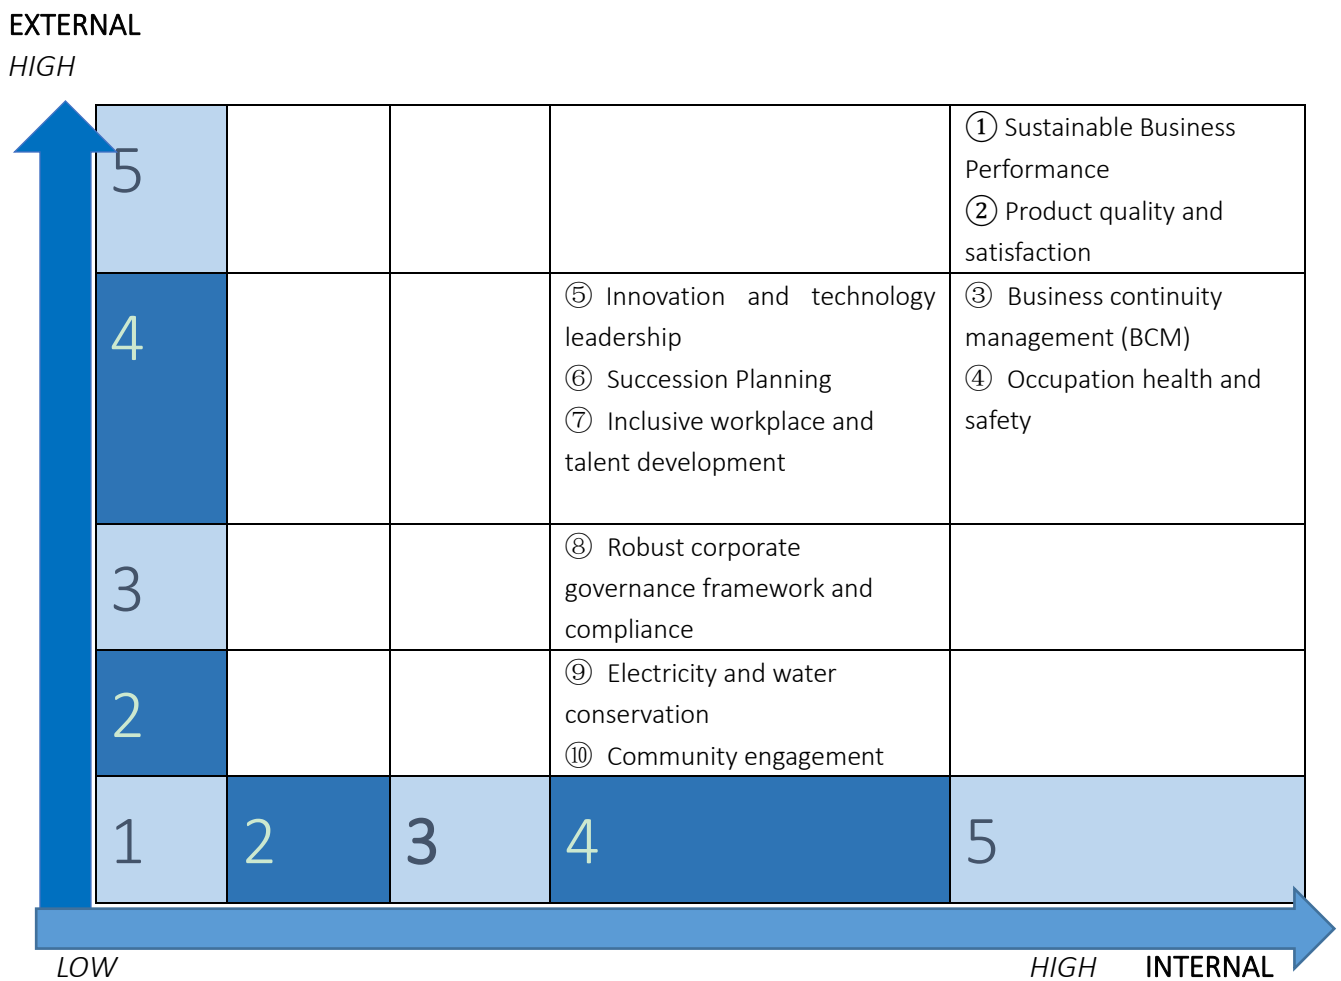 EXTERNAL
HIGH
5
① Sustainable Business
Performance
② Product quality and
satisfaction
4
⑤ Innovation and technology
leadership
⑥ Succession Planning
⑦ Inclusive workplace and
talent development
③ Business continuity
management (BCM)
④ Occupation health and
safety
3
⑧ Robust corporate
governance framework and
compliance
2
⑨ Electricity and water
conservation
⑩ Community engagement
1 2 3 4 5
LOW HIGH INTERNAL